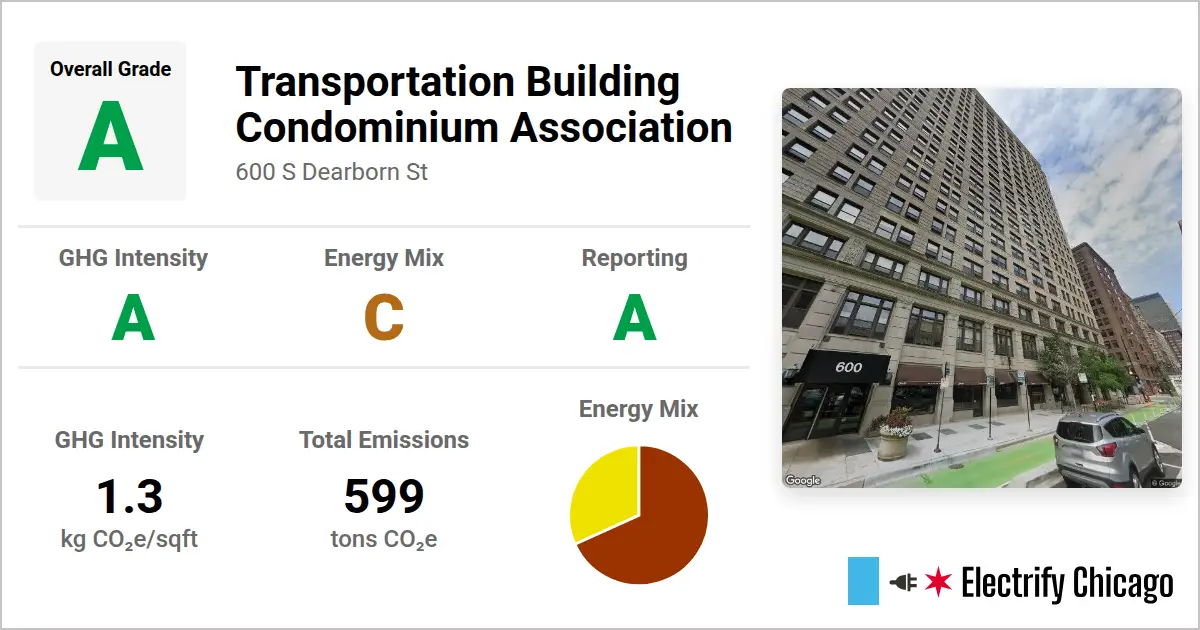 Overall Grade
A
Transportation Building
Condominium Association
600 S Dearborn St
GHG Intensity
A
Energy Mix
C
Reporting
A
GHG Intensity
1.3
kg CO₂e/sqft
Total Emissions
599
tons CO₂e
Energy Mix
600
Google
© Google
Electrify Chicago